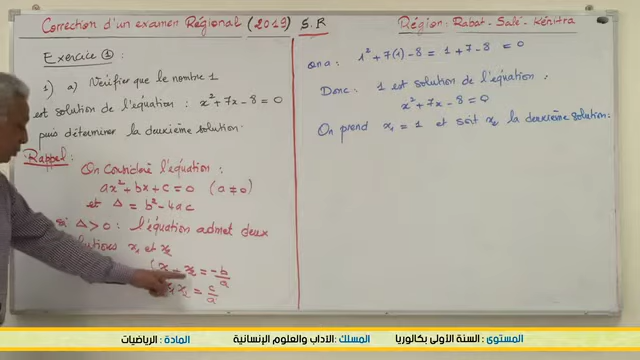 Correction d'un examen Régional (2019) S.R
Exercice ①:
1) a) Vérifier que le nombre 1
est solution de l'équation : x²+7x-8=0
puis déterminer la deuxième solution.
Rappel:
On considère l'équation :
ax²+bx+c=0 (a≠0)
et Δ = b²-4ac
si Δ>0 : l'équation admet deux
solutions x₁ et x₂
x₂ = -b/a
x₂ = c/a
Région: Rabat-Salé-Kénitra
On a : 1²+7(1)-8 = 1+7-8 = 0
Donc : 1 est solution de l'équation :
x²+7x-8=0
On prend x₁ = 1 et soit x₂ la deuxième solution.
المستوى : السنة الأولى بكالوريا المسلك: الآداب والعلوم الإنسانية المادة : الرياضيات